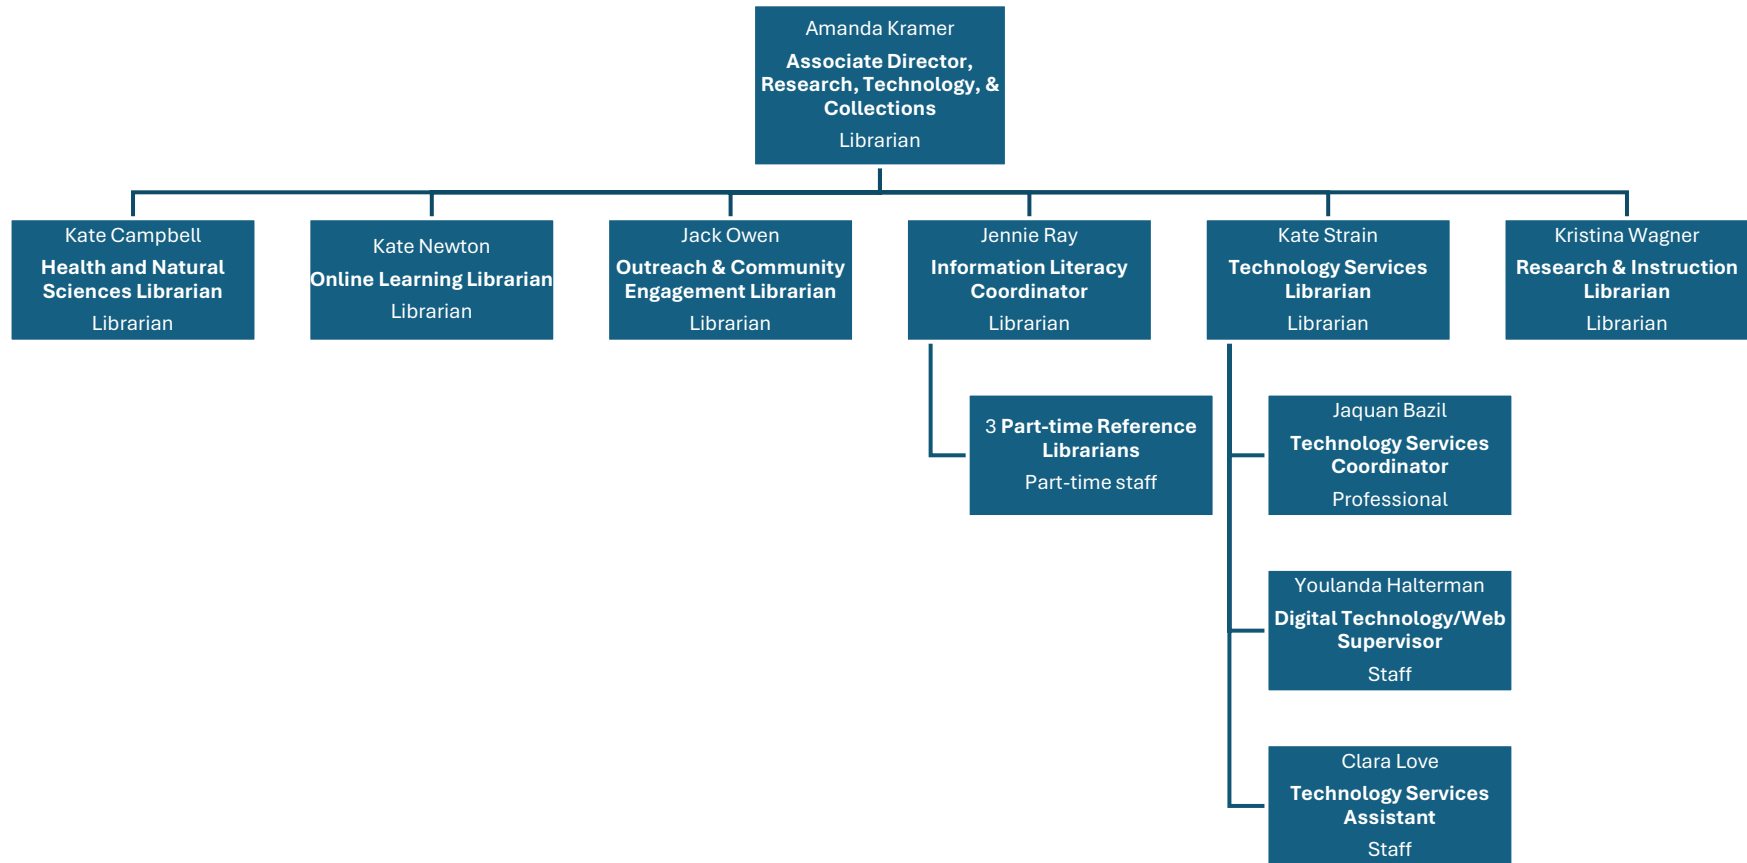 Amanda Kramer
Associate Director,
Research, Technology, &
Collections
Librarian
Kate Campbell
Health and Natural
Sciences Librarian
Librarian
Kate Newton
Online Learning Librarian
Librarian
Jack Owen
Outreach & Community
Engagement Librarian
Librarian
Jennie Ray
Information Literacy
Coordinator
Librarian
Kate Strain
Technology Services
Librarian
Librarian
Kristina Wagner
Research & Instruction
Librarian
Librarian
3 Part-time Reference
Librarians
Part-time staff
Jaquan Bazil
Technology Services
Coordinator
Professional
Youlanda Halterman
Digital Technology/Web
Supervisor
Staff
Clara Love
Technology Services
Assistant
Staff